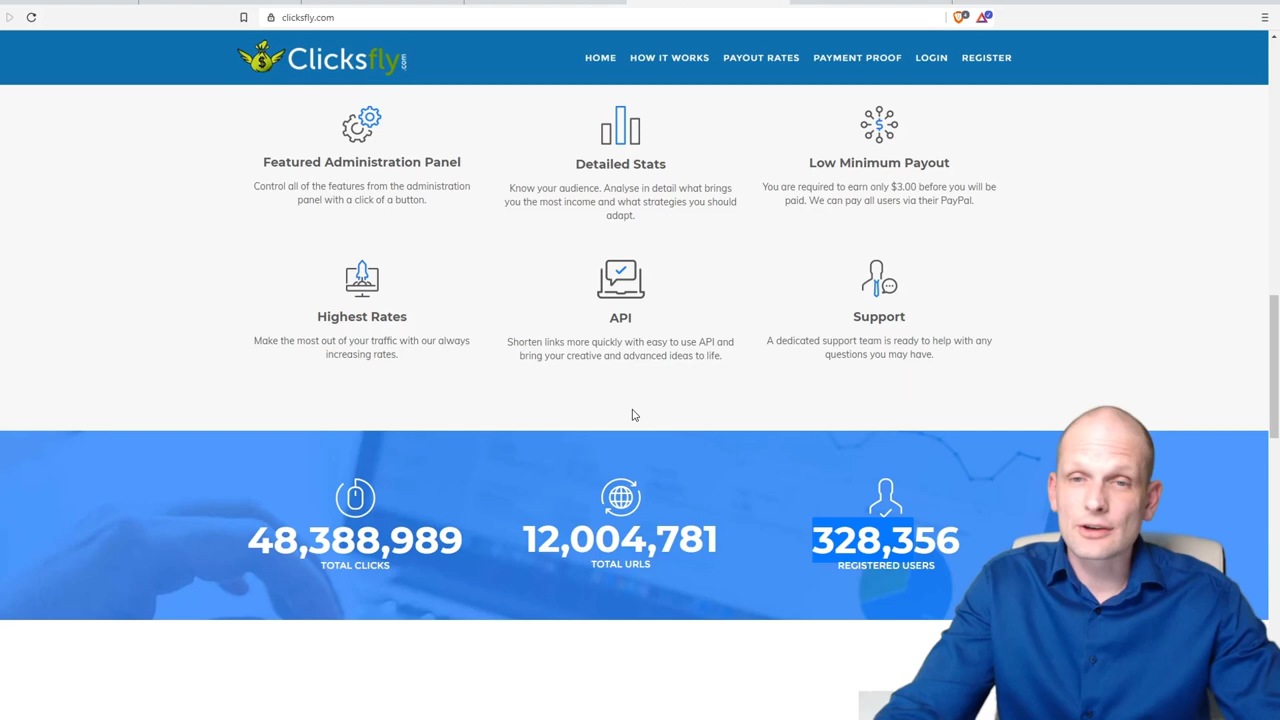 clicksfly.com
Clicksfly.com
HOME HOW IT WORKS PAYOUT RATES PAYMENT PROOF LOGIN REGISTER
Featured Administration Panel
Control all of the features from the administration
panel with a click of a button.
Detailed Stats
Know your audience. Analyse in detail what brings
you the most income and what strategies you should
adapt.
Low Minimum Payout
You are required to earn only $3.00 before you will be
paid. We can pay all users via their PayPal.
Highest Rates
Make the most out of your traffic with our always
increasing rates.
API
Shorten links more quickly with easy to use API and
bring your creative and advanced ideas to life.
Support
A dedicated support team is ready to help with any
questions you may have.
48,388,989
TOTAL CLICKS
12,004,781
TOTAL URLS
328,356
REGISTERED USERS